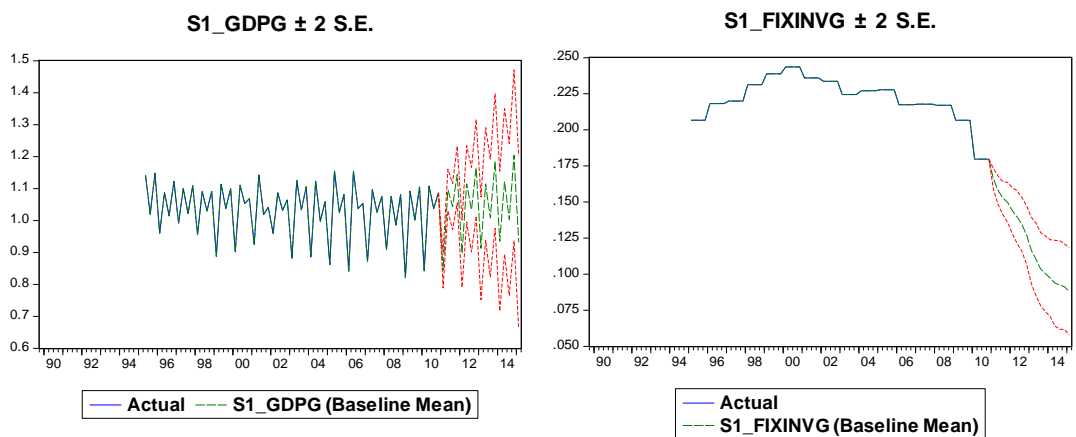 S1_GDPG ± 2 S.E.
1.5
1.4
1.3
1.2
1.1
1.0
0.9
0.8
0.7
0.6
90 92 94 96 98 00 02 04 06 08 10 12 14
Actual S1_GDPG (Baseline Mean)
S1_FIXINVG ± 2 S.E.
.250
.225
.200
.175
.150
.125
.100
.075
.050
90 92 94 96 98 00 02 04 06 08 10 12 14
Actual
S1_FIXINVG (Baseline Mean)